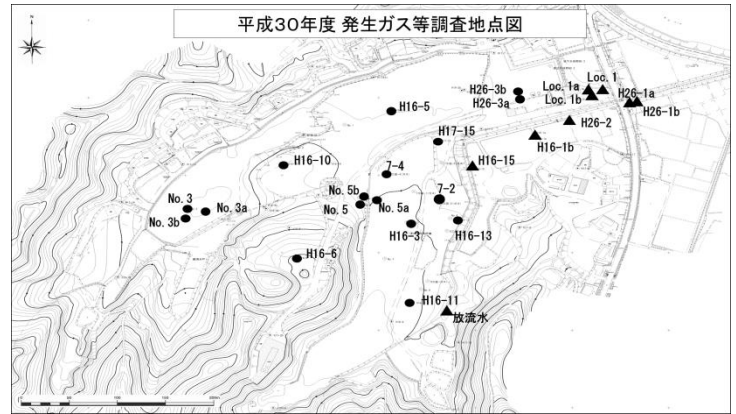 平成30年度 発生ガス等調査地点図
N
H26-3b
H26-3a
Loc. 1a
Loc. 1
Loc. 1b
H26-1a
H26-1b
H26-2
H16-1b
H16-5
H17-15
H16-15
H16-10
7-4
No. 5b
No. 5
No. 5a
7-2
No. 3
No. 3a
No. 3b
H16-3
H16-13
H16-6
H16-11
放流水